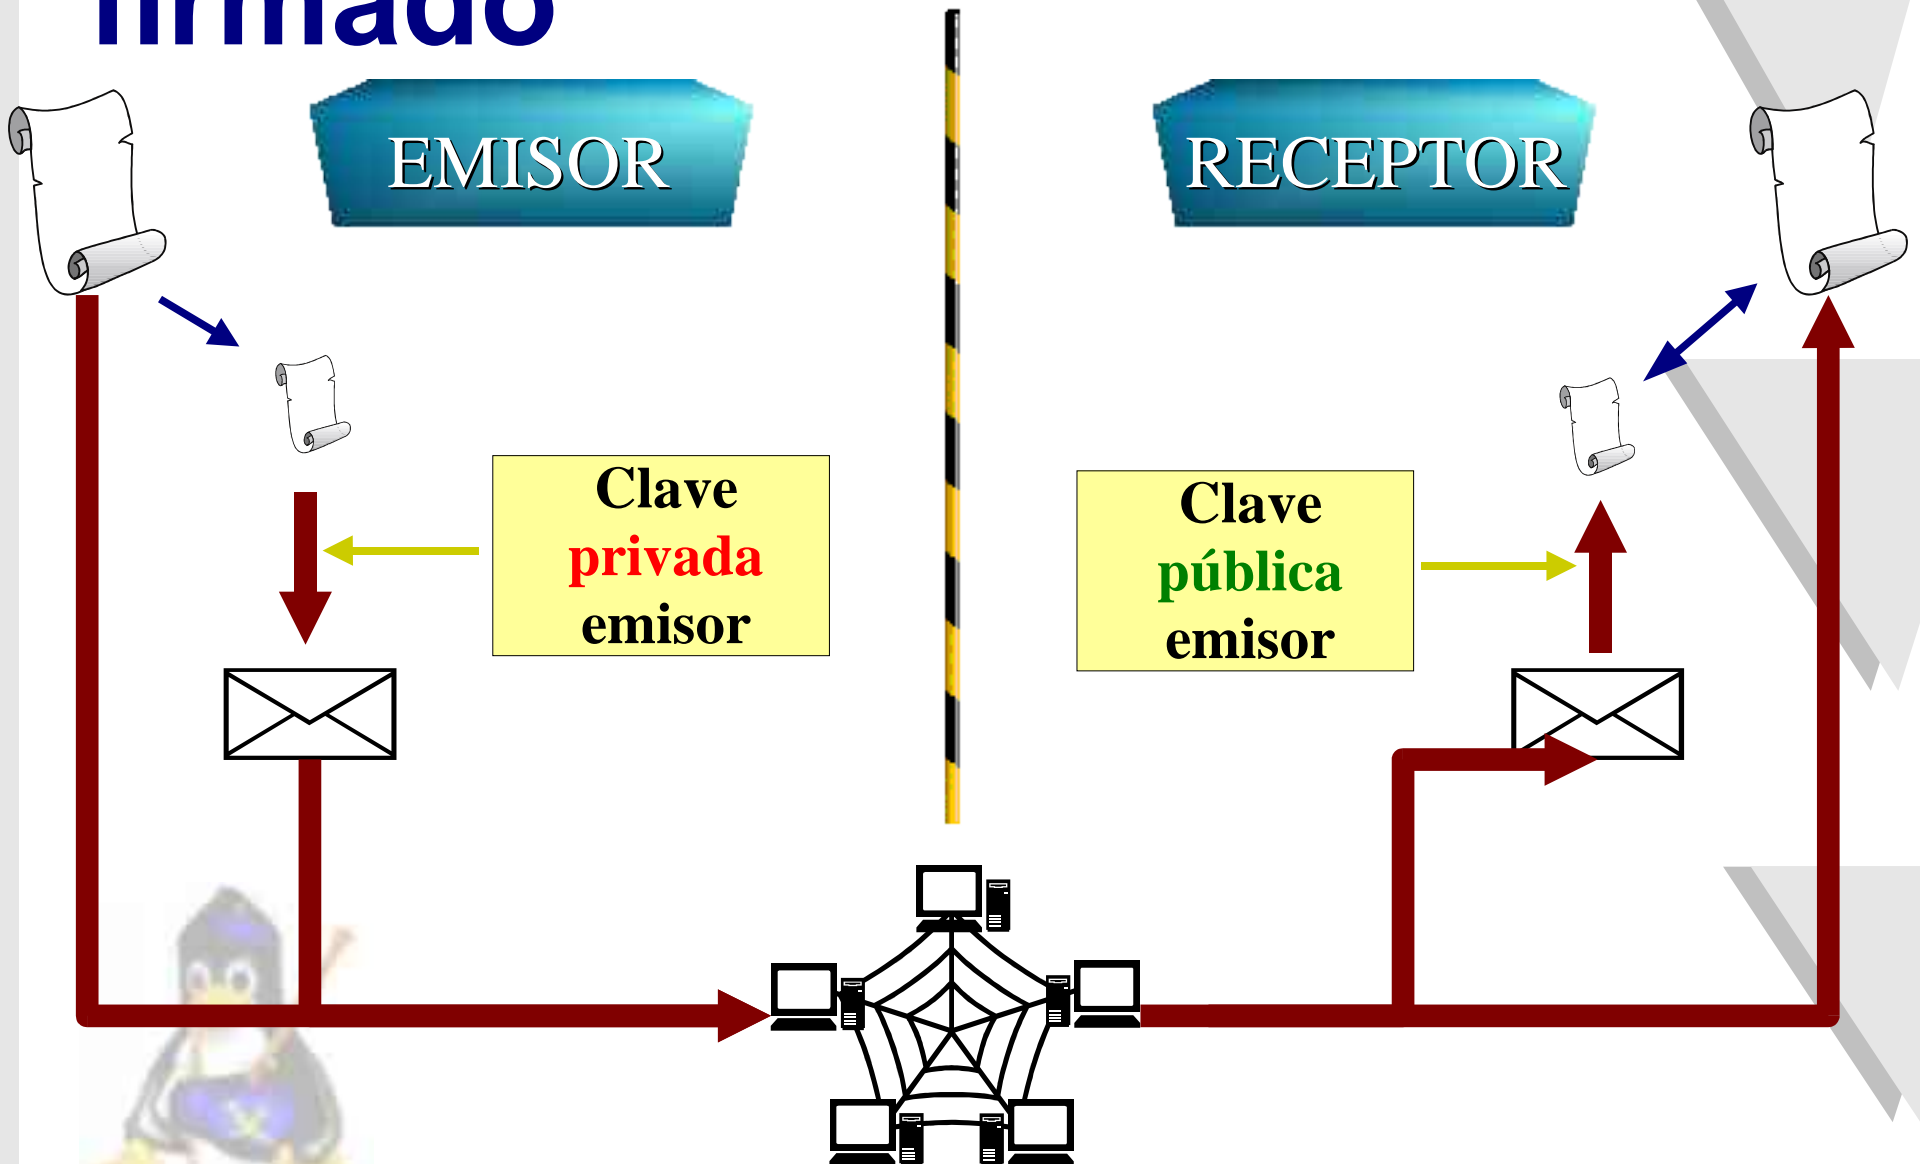 firmado
EMISOR
RECEPTOR
Clave
privada
emisor
Clave
pública
emisor